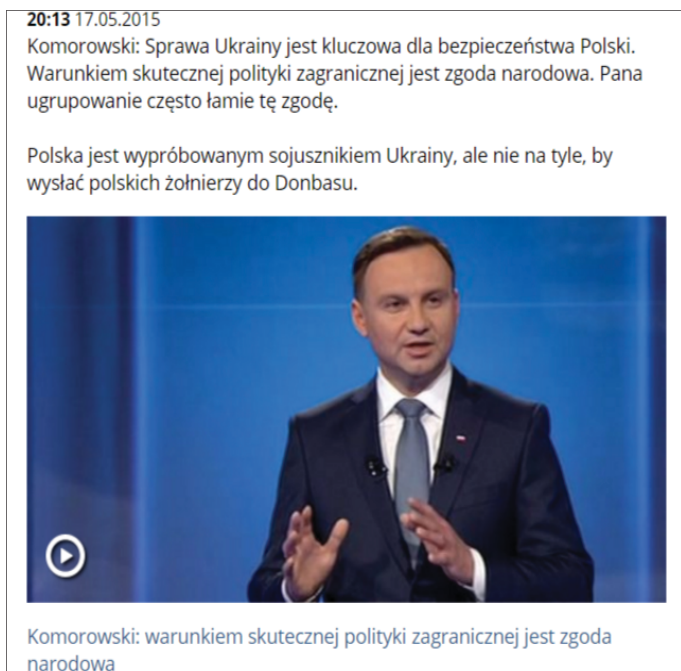 20:13 17.05.2015
Komorowski: Sprawa Ukrainy jest kluczowa dla bezpieczeństwa Polski.
Warunkiem skutecznej polityki zagranicznej jest zgoda narodowa. Pana
ugrupowanie często łamie tę zgodę.
Polska jest wypróbowanym sojusznikiem Ukrainy, ale nie na tyle, by
wysłać polskich żołnierzy do Donbasu.
Komorowski: warunkiem skutecznej polityki zagranicznej jest zgoda
narodowa